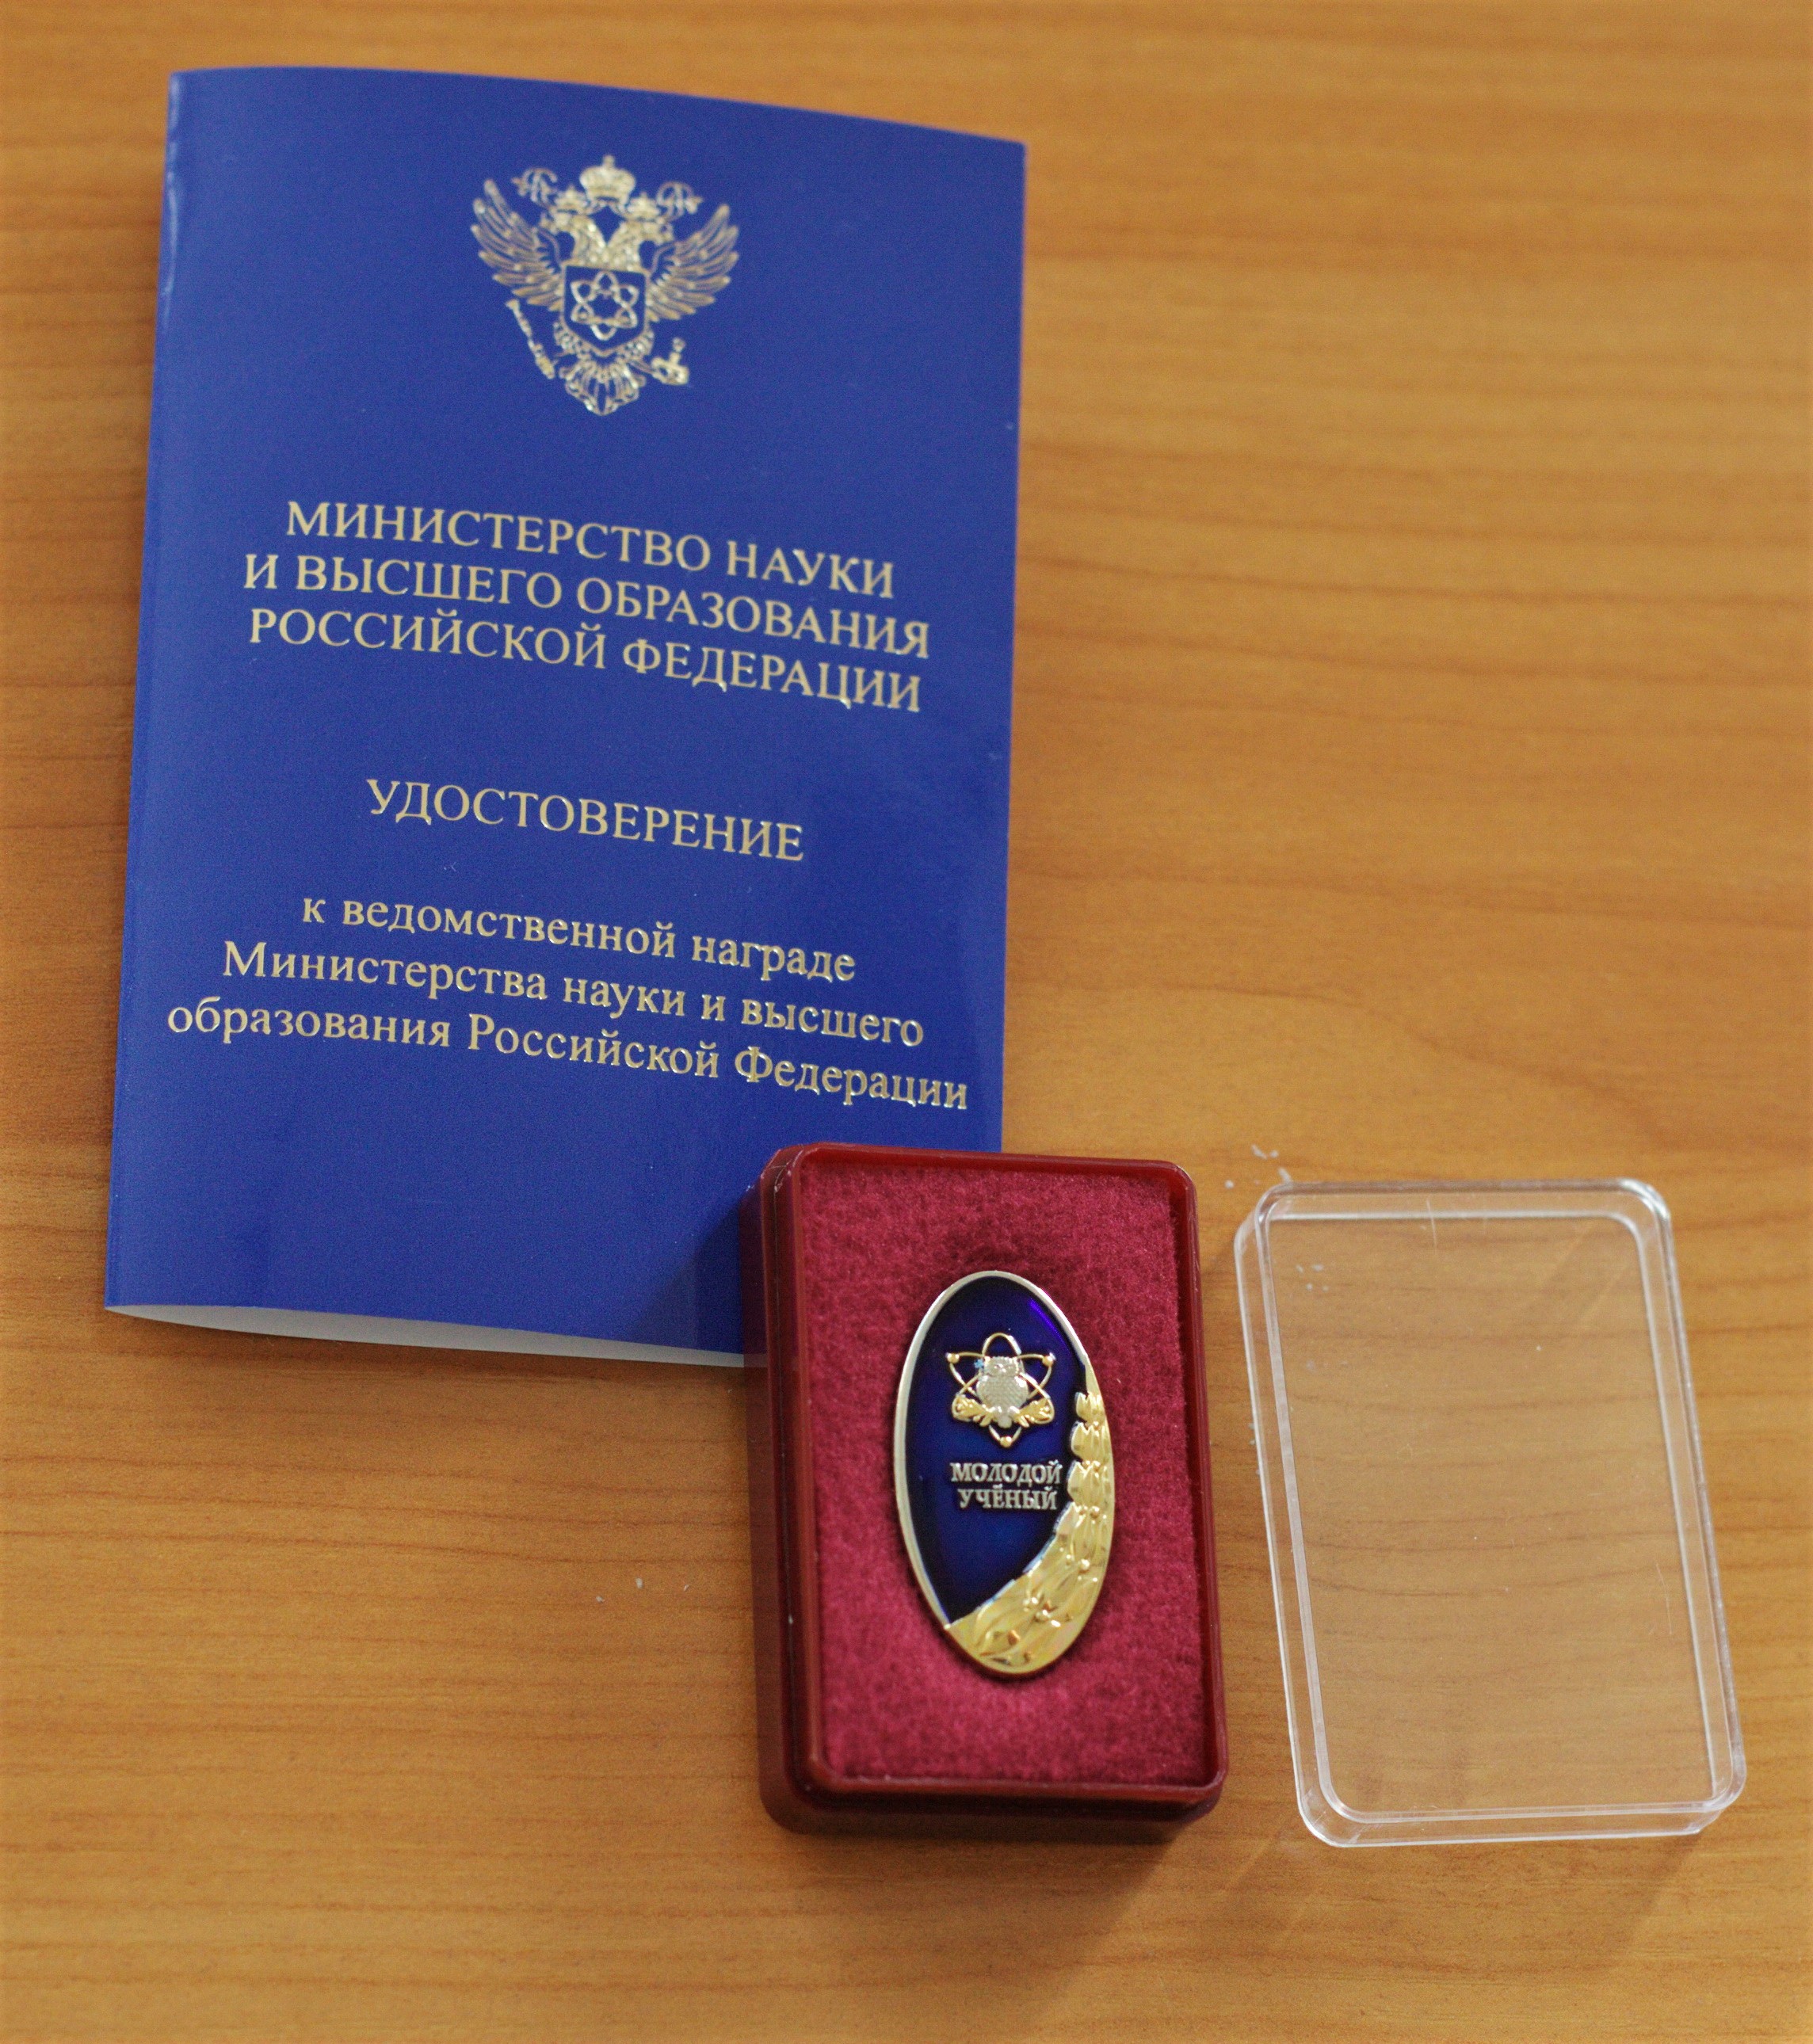 МИНИСТЕРСТВО НАУКИ
И ВЫСШЕГО ОБРАЗОВАНИЯ
РОССИЙСКОЙ ФЕДЕРАЦИИ
УДОСТОВЕРЕНИЕ
к ведомственной награде
Министерства науки и высшего
образования Российской Федерации
МОЛОДОЙ
УЧЁНЫЙ